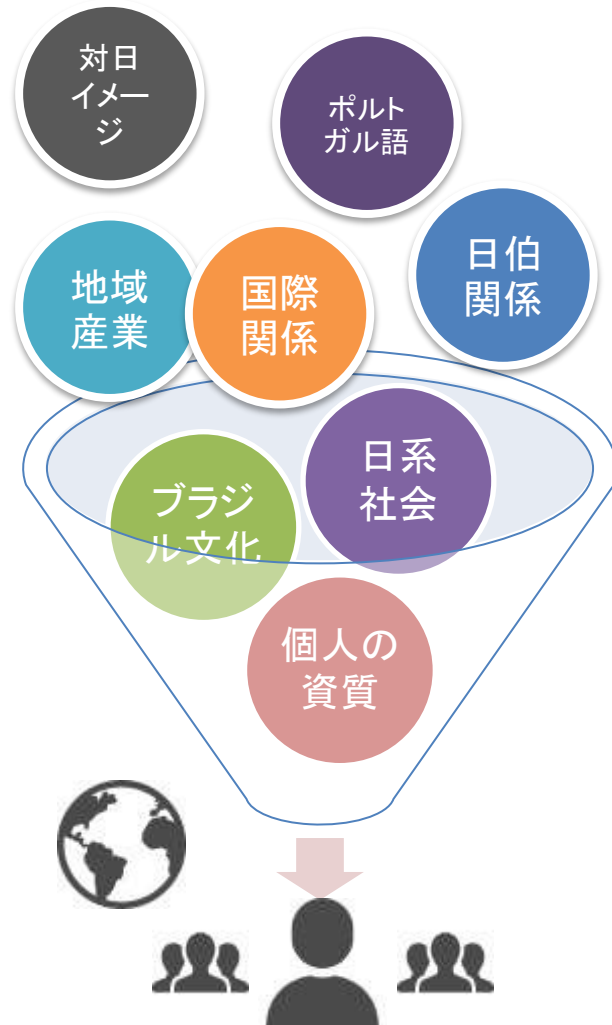 対日
イメー
ジ
ポルト
ガル語
日伯
関係
地域
産業
国際
関係
日系
社会
ブラジ
ル文化
個人の
資質